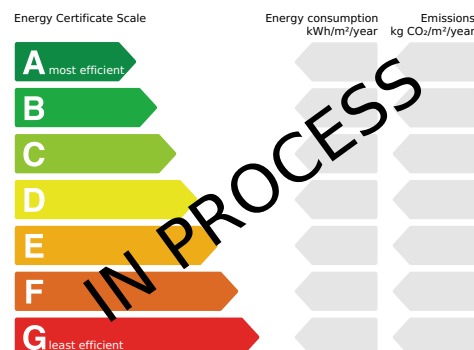 Energy Certificate Scale
Energy consumption
kWh/m²/year
Emissions
kg CO₂/m²/year
A most efficient
B
C
D
E
F
G least efficient
IN PROCESS